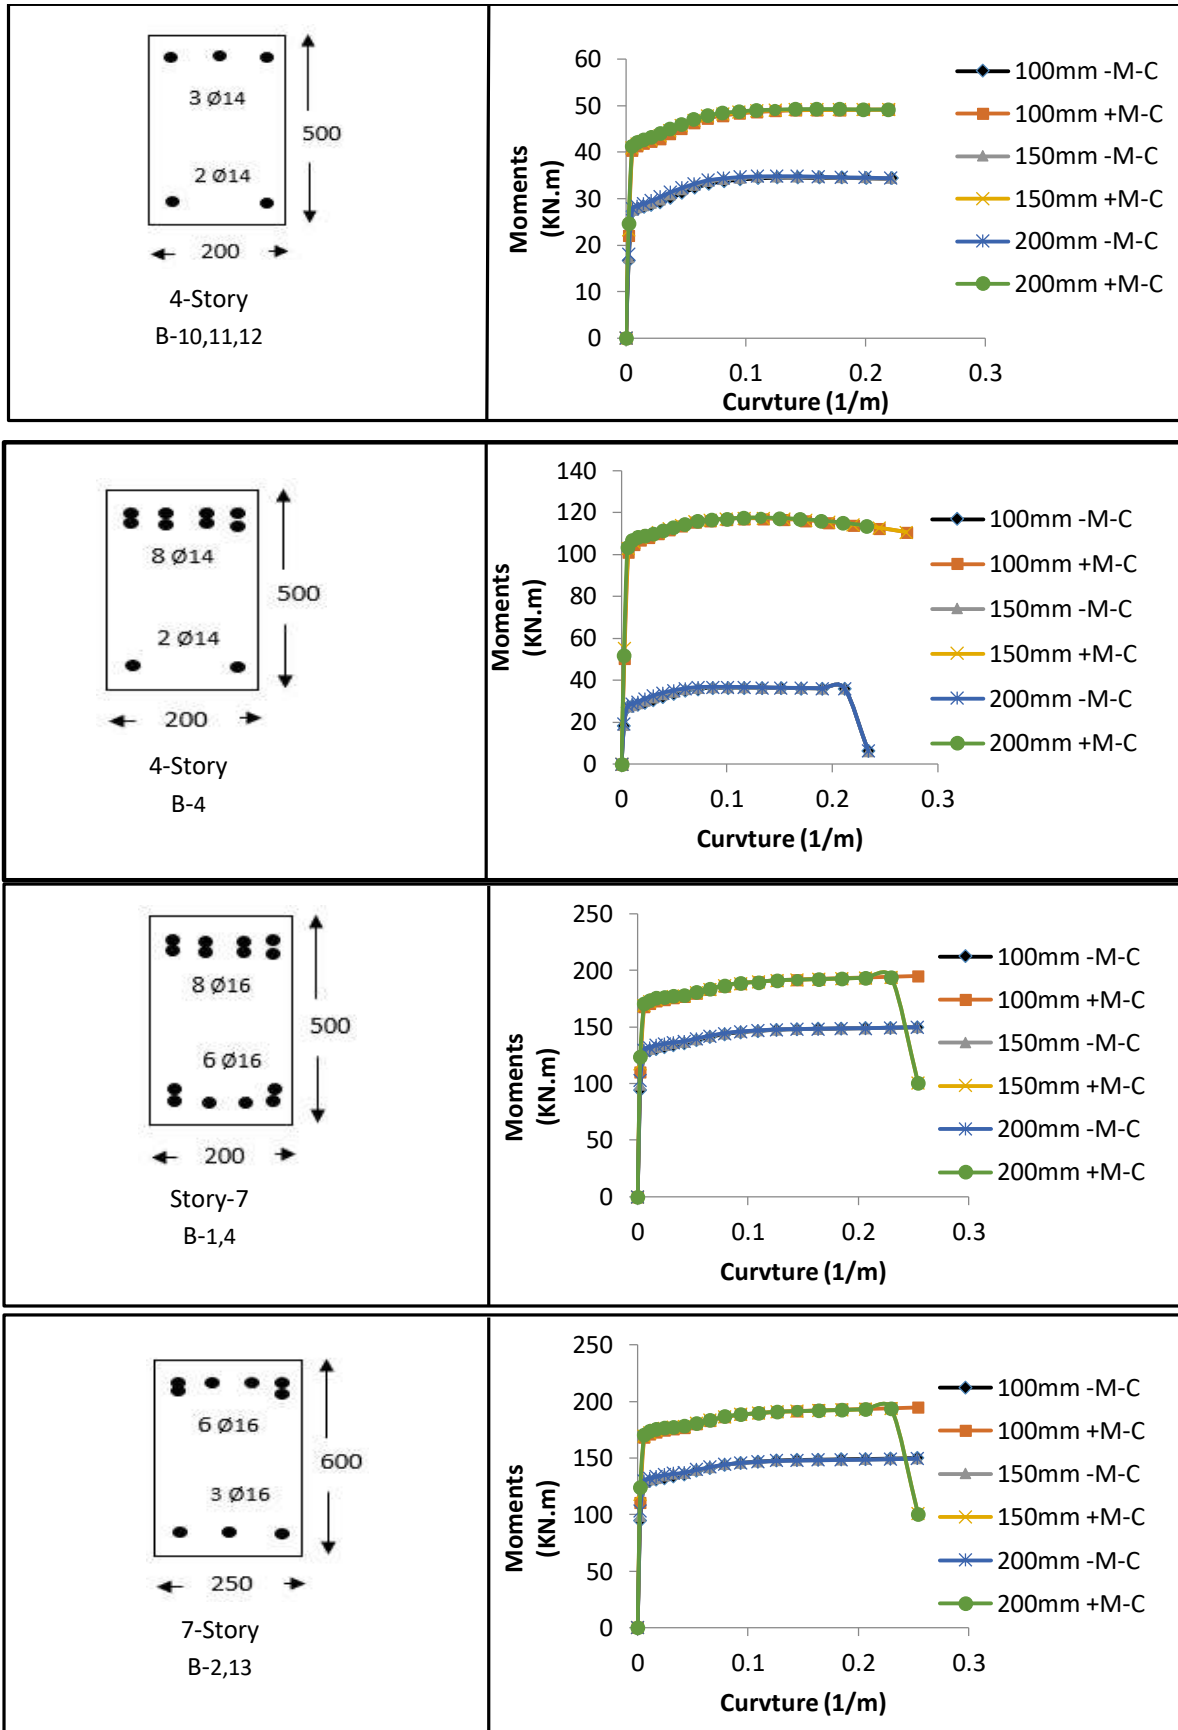 3 Ø14
500
2 Ø14
200
4-Story
B-10,11,12
60
50
40
30
20
10
0
Moments
(KN.m)
0 0.1 0.2 0.3
Curvture (1/m)
100mm -M-C
100mm +M-C
150mm -M-C
150mm +M-C
200mm -M-C
200mm +M-C
8 Ø14
500
2 Ø14
200
4-Story
B-4
140
120
100
80
60
40
20
0
Moments
(KN.m)
0 0.1 0.2 0.3
Curvture (1/m)
100mm -M-C
100mm +M-C
150mm -M-C
150mm +M-C
200mm -M-C
200mm +M-C
8 Ø16
500
6 Ø16
200
Story-7
B-1,4
250
200
150
100
50
0
Moments
(KN.m)
0 0.1 0.2 0.3
Curvture (1/m)
100mm -M-C
100mm +M-C
150mm -M-C
150mm +M-C
200mm -M-C
200mm +M-C
6 Ø16
600
3 Ø16
250
7-Story
B-2,13
250
200
150
100
50
0
Moments
(KN.m)
0 0.1 0.2 0.3
Curvture (1/m)
100mm -M-C
100mm +M-C
150mm -M-C
150mm +M-C
200mm -M-C
200mm +M-C